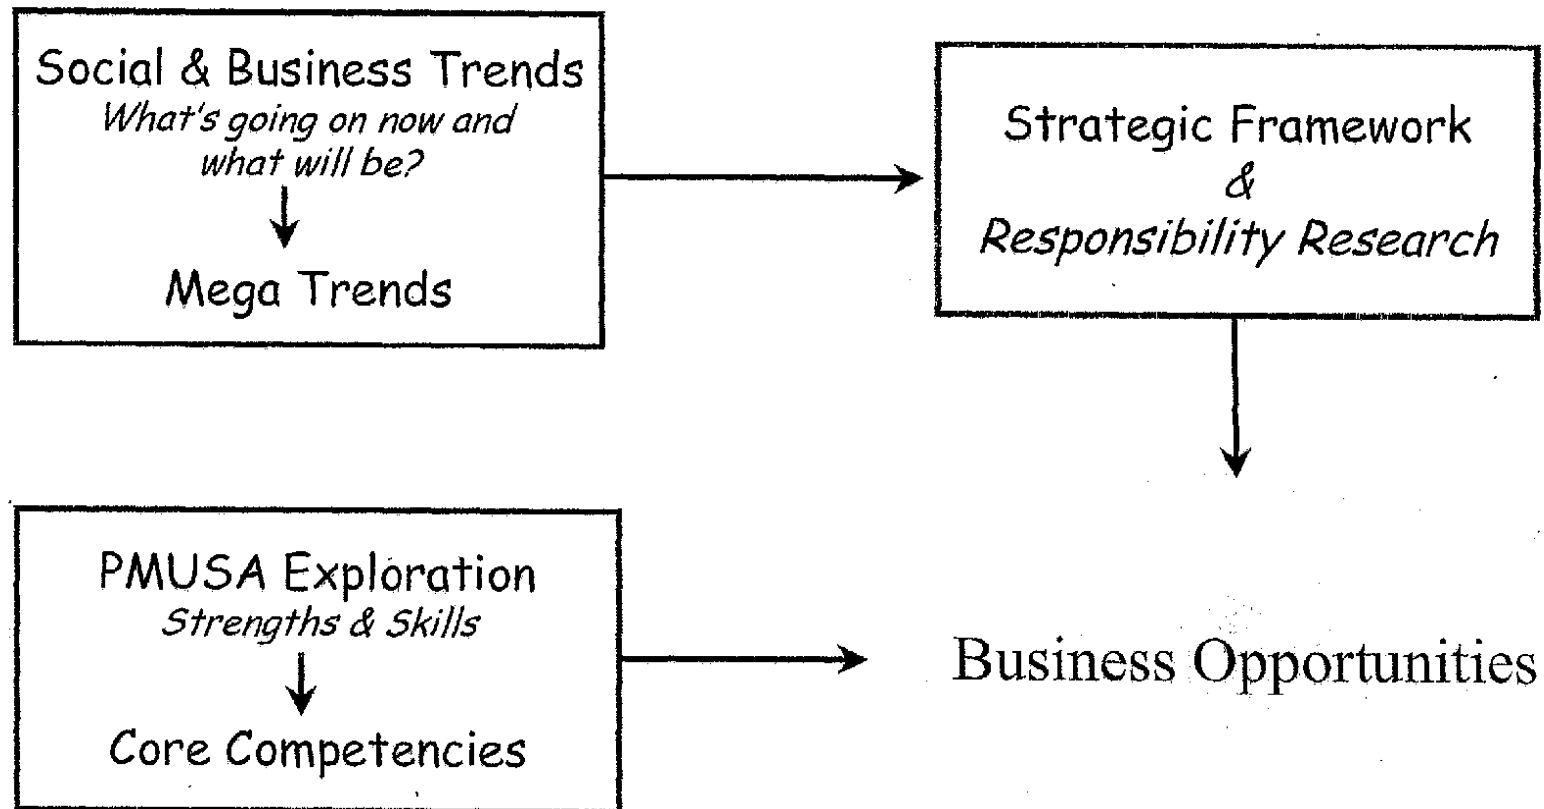 Social & Business Trends
What's going on now and
what will be?
Mega Trends
Strategic Framework
&
Responsibility Research
PMUSA Exploration
Strengths & Skills
Core Competencies
Business Opportunities